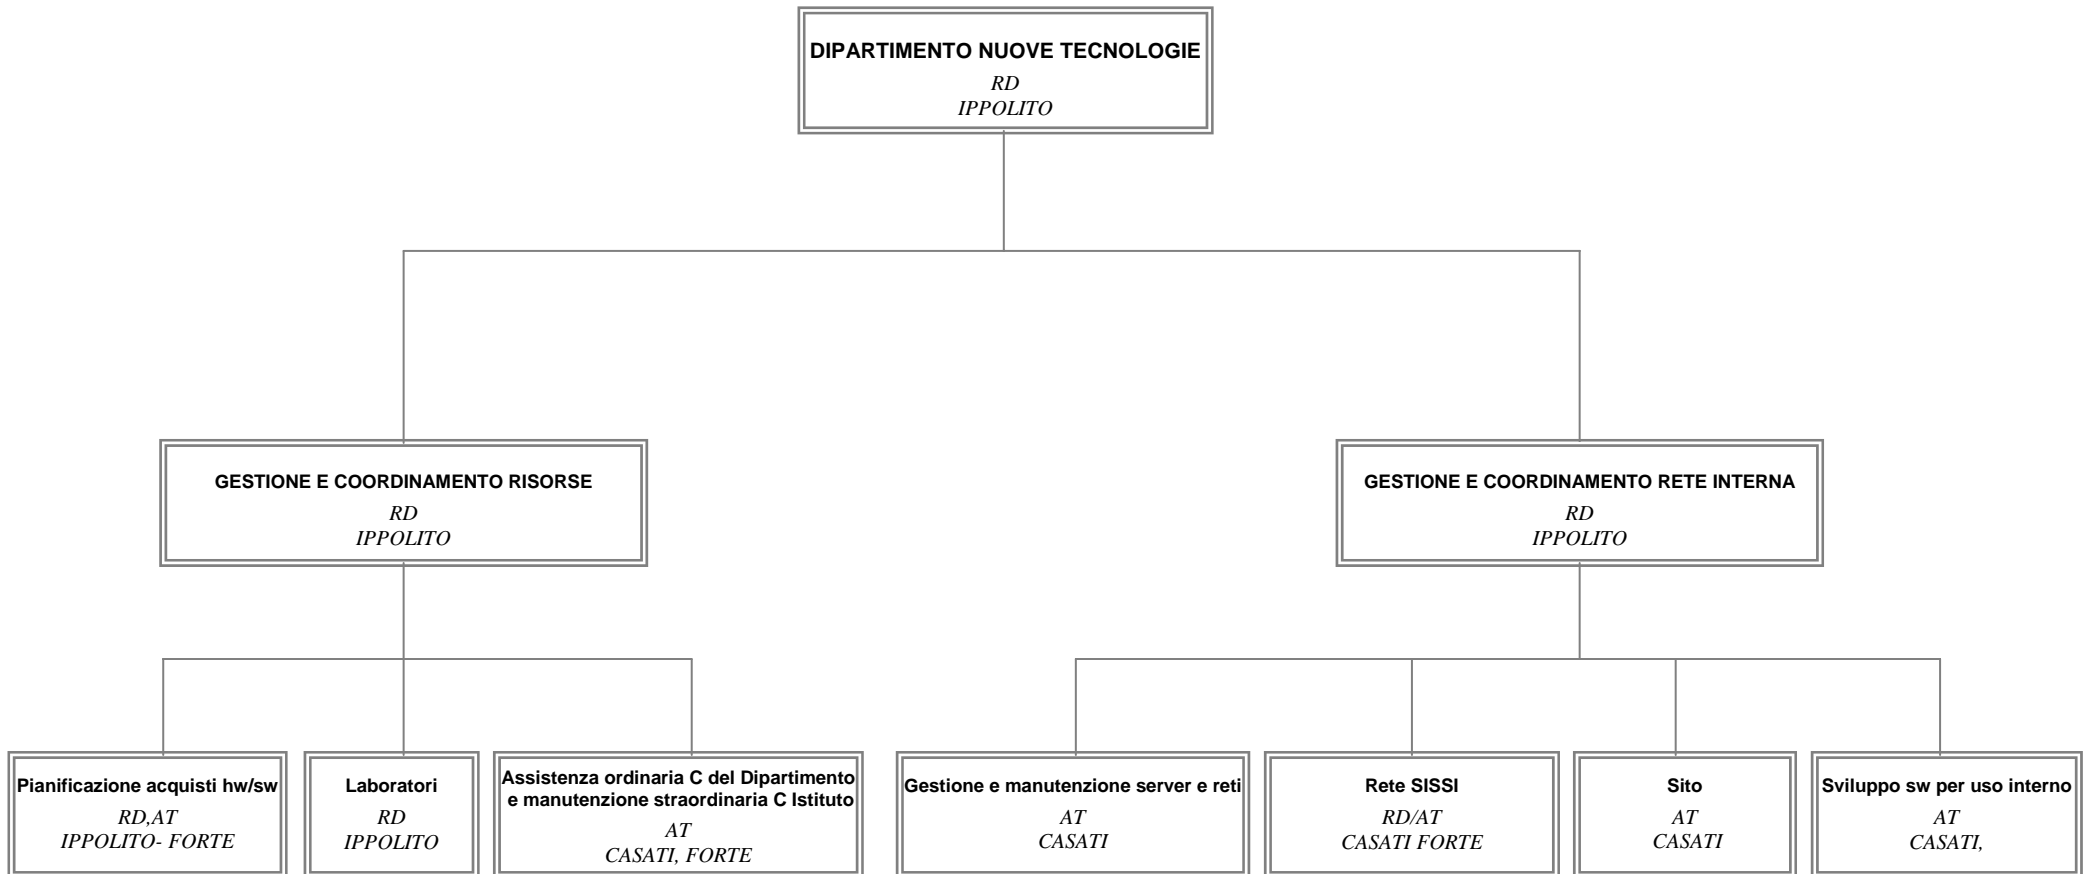 DIPARTIMENTO NUOVE TECNOLOGIE
RD
IPPOLITO
GESTIONE E COORDINAMENTO RISORSE
RD
IPPOLITO
GESTIONE E COORDINAMENTO RETE INTERNA
RD
IPPOLITO
Pianificazione acquisti hw/sw
RD,AT
IPPOLITO- FORTE
Laboratori
RD
IPPOLITO
Assistenza ordinaria C del Dipartimento
e manutenzione straordinaria C Istituto
AT
CASATI, FORTE
Gestione e manutenzione server e reti
AT
CASATI
Rete SISSI
RD/AT
CASATI FORTE
Sito
AT
CASATI
Sviluppo sw per uso interno
AT
CASATI,